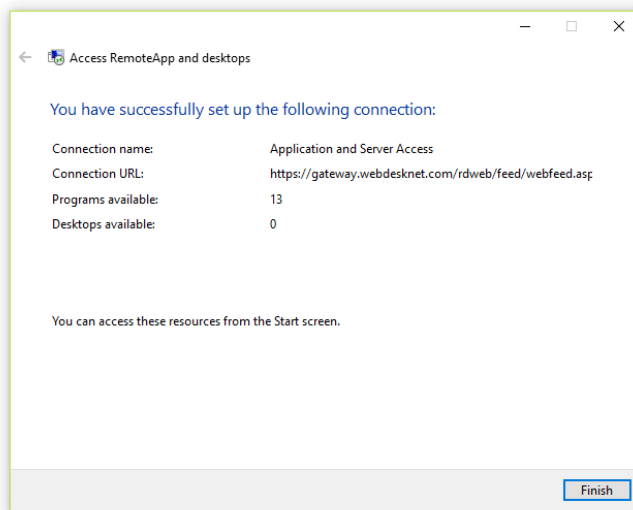 Access RemoteApp and desktops
You have successfully set up the following connection:
Connection name: Application and Server Access
Connection URL: https://gateway.webdesknet.com/rdweb/feed/webfeed.asp
Programs available: 13
Desktops available: 0
You can access these resources from the Start screen.
Finish